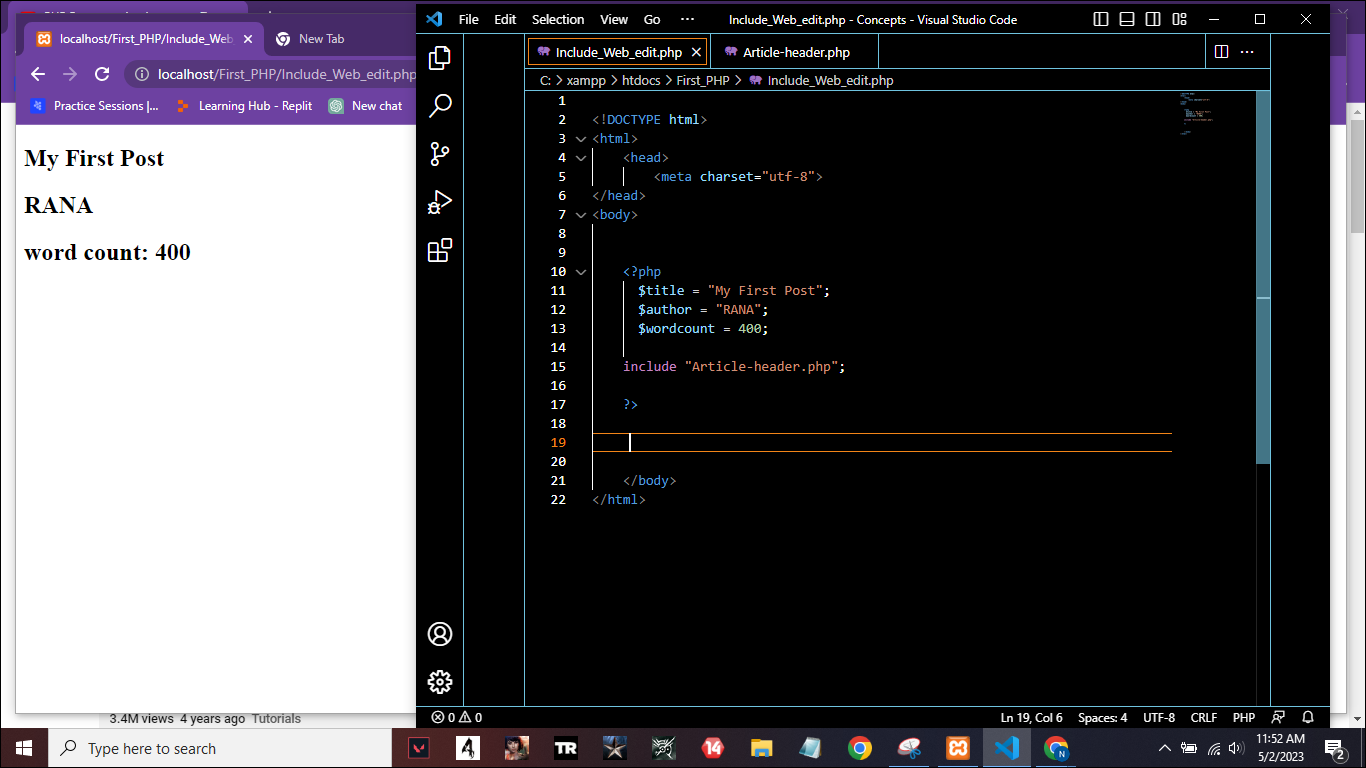 localhost/First_PHP/Include_Web_
New Tab
localhost/First_PHP/Include_Web_edit.php
Practice Sessions |...
Learning Hub - Replit
New chat
My First Post
RANA
word count: 400
3.4M views 4 years ago Tutorials
File Edit Selection View Go ···
Include_Web_edit.php - Concepts - Visual Studio Code
Include_Web_edit.php
Article-header.php
C: > xampp > htdocs > First_PHP > Include_Web_edit.php
1
2 <!DOCTYPE html>
3 <html>
4 <head>
5 <meta charset="utf-8">
6 </head>
7 <body>
8
9
10 <?php
11 $title = "My First Post";
12 $author = "RANA";
13 $wordcount = 400;
14
15 include "Article-header.php";
16
17 ?>
18
19
20
21 </body>
22 </html>
0 0
Ln 19, Col 6 Spaces: 4 UTF-8 CRLF PHP
Type here to search
4
TR
14
N
11:52 AM
5/2/2023
2